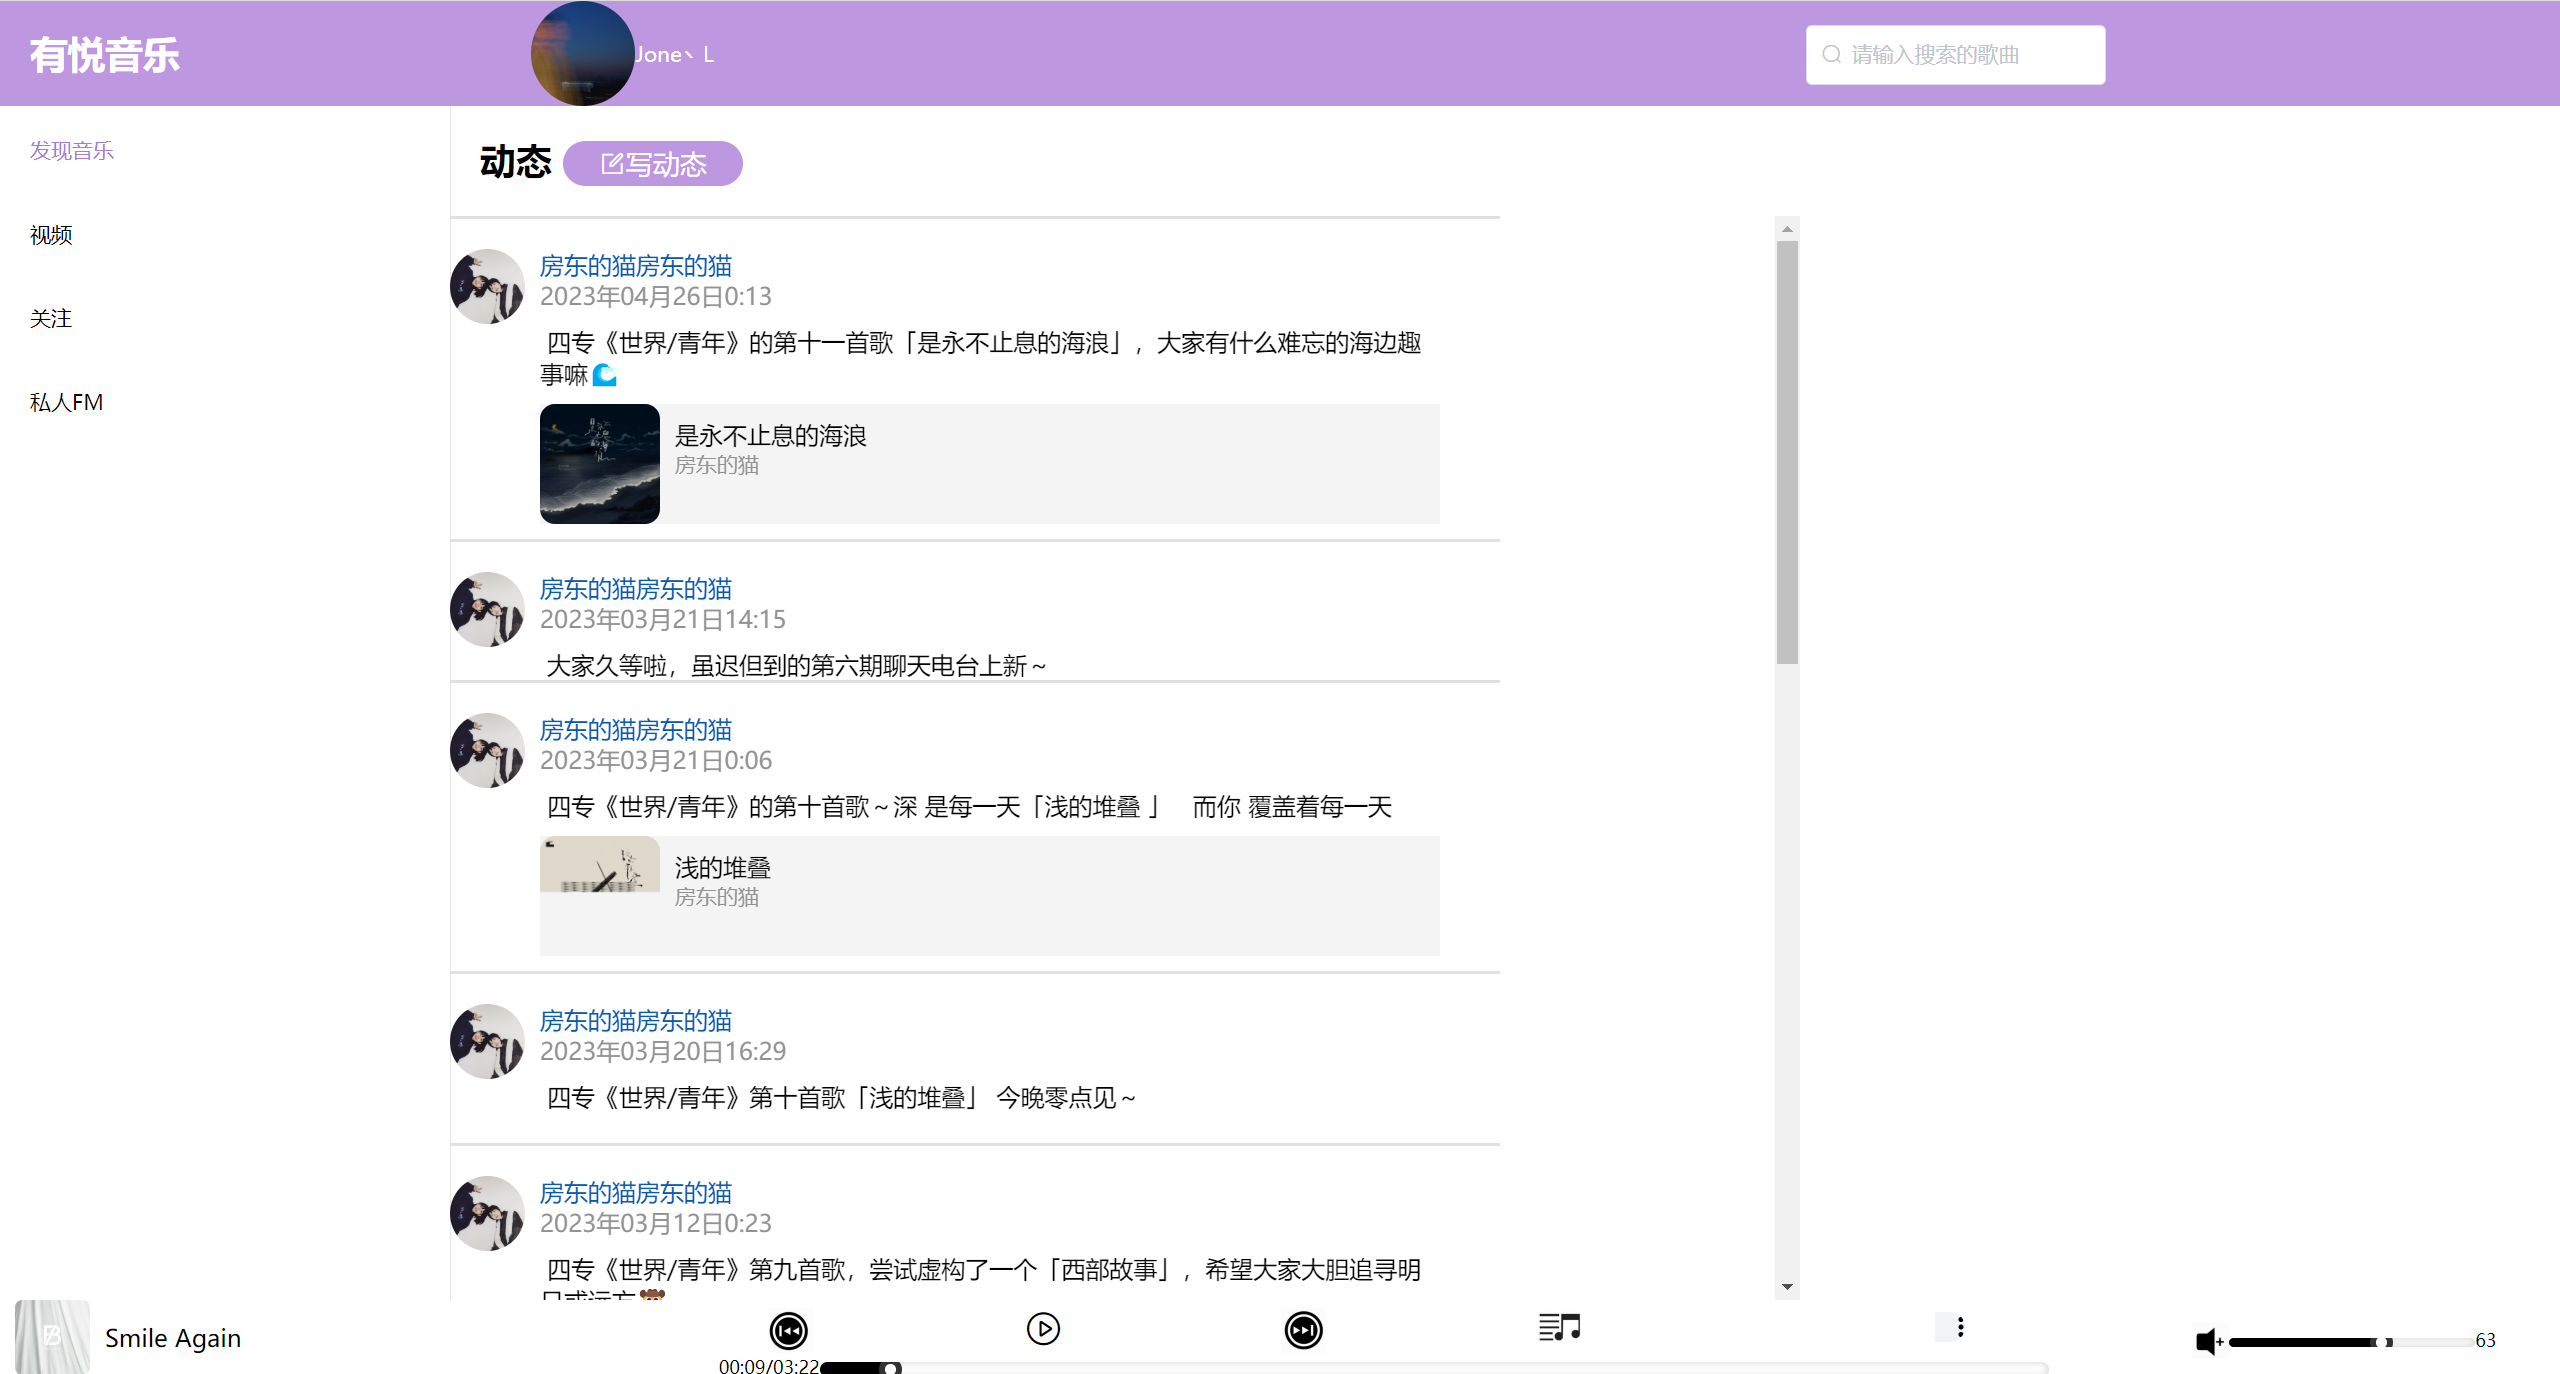 有悦音乐
Jone丶 L
请输入搜索的歌曲
发现音乐
视频
关注
私人FM
动态
写动态
房东的猫房东的猫
2023年04月26日0:13
四专《世界/青年》的第十一首歌「是永不止息的海浪」，大家有什么难忘的海边趣
事嘛🌊
是永不止息的海浪
房东的猫
房东的猫房东的猫
2023年03月21日14:15
大家久等啦，虽迟但到的第六期聊天电台上新～
房东的猫房东的猫
2023年03月21日0:06
四专《世界/青年》的第十首歌～深 是每一天「浅的堆叠 」　而你 覆盖着每一天
浅的堆叠
房东的猫
房东的猫房东的猫
2023年03月20日16:29
四专《世界/青年》第十首歌「浅的堆叠」 今晚零点见～
房东的猫房东的猫
2023年03月12日0:23
四专《世界/青年》第九首歌，尝试虚构了一个「西部故事」，希望大家大胆追寻明
日或远方
Smile Again
00:09/03:22
63